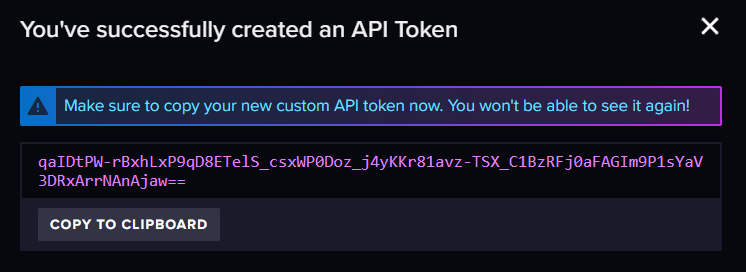 You've successfully created an API Token
Make sure to copy your new custom API token now. You won't be able to see it again!
qaIDtPW-rBxhLxP9qD8ETelS_csxWP0Doz_j4yKKr81avz-TSX_C1BzRFj0aFAGIm9P1sYaV
3DRxArrNAnAjaw==
COPY TO CLIPBOARD